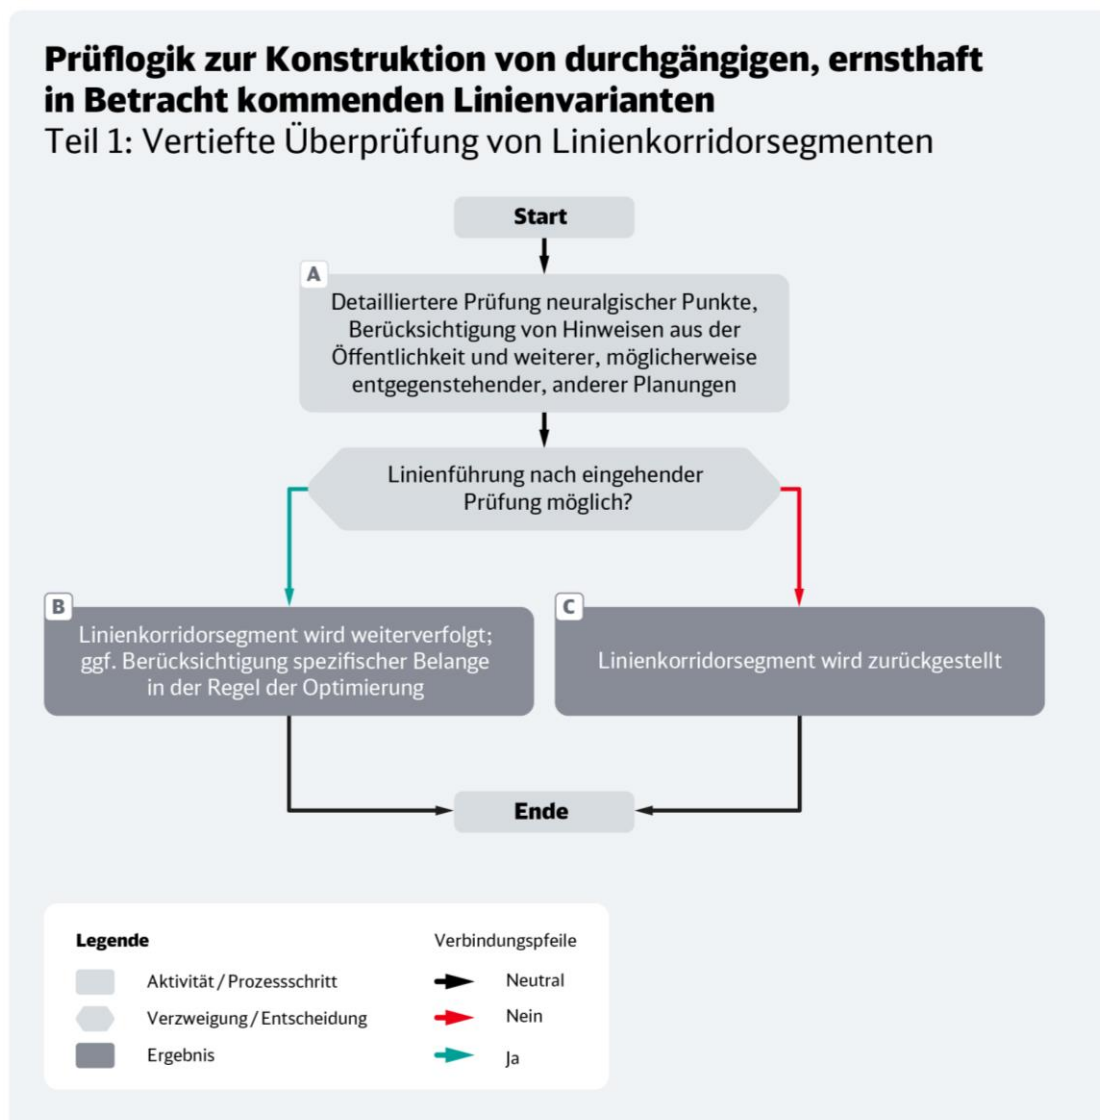 Prüflogik zur Konstruktion von durchgängigen, ernsthaft
in Betracht kommenden Linienvarianten
Teil 1: Vertiefte Überprüfung von Linienkorridorsegmenten
Start
A
Detailliertere Prüfung neuralgischer Punkte,
Berücksichtigung von Hinweisen aus der
Öffentlichkeit und weiterer, möglicherweise
entgegenstehender, anderer Planungen
Linienführung nach eingehender
Prüfung möglich?
B
Linienkorridorsegment wird weiterverfolgt;
ggf. Berücksichtigung spezifischer Belange
in der Regel der Optimierung
C
Linienkorridorsegment wird zurückgestellt
Ende
Legende
Aktivität / Prozessschritt
Verzweigung / Entscheidung
Ergebnis
Verbindungspfeile
Neutral
Nein
Ja